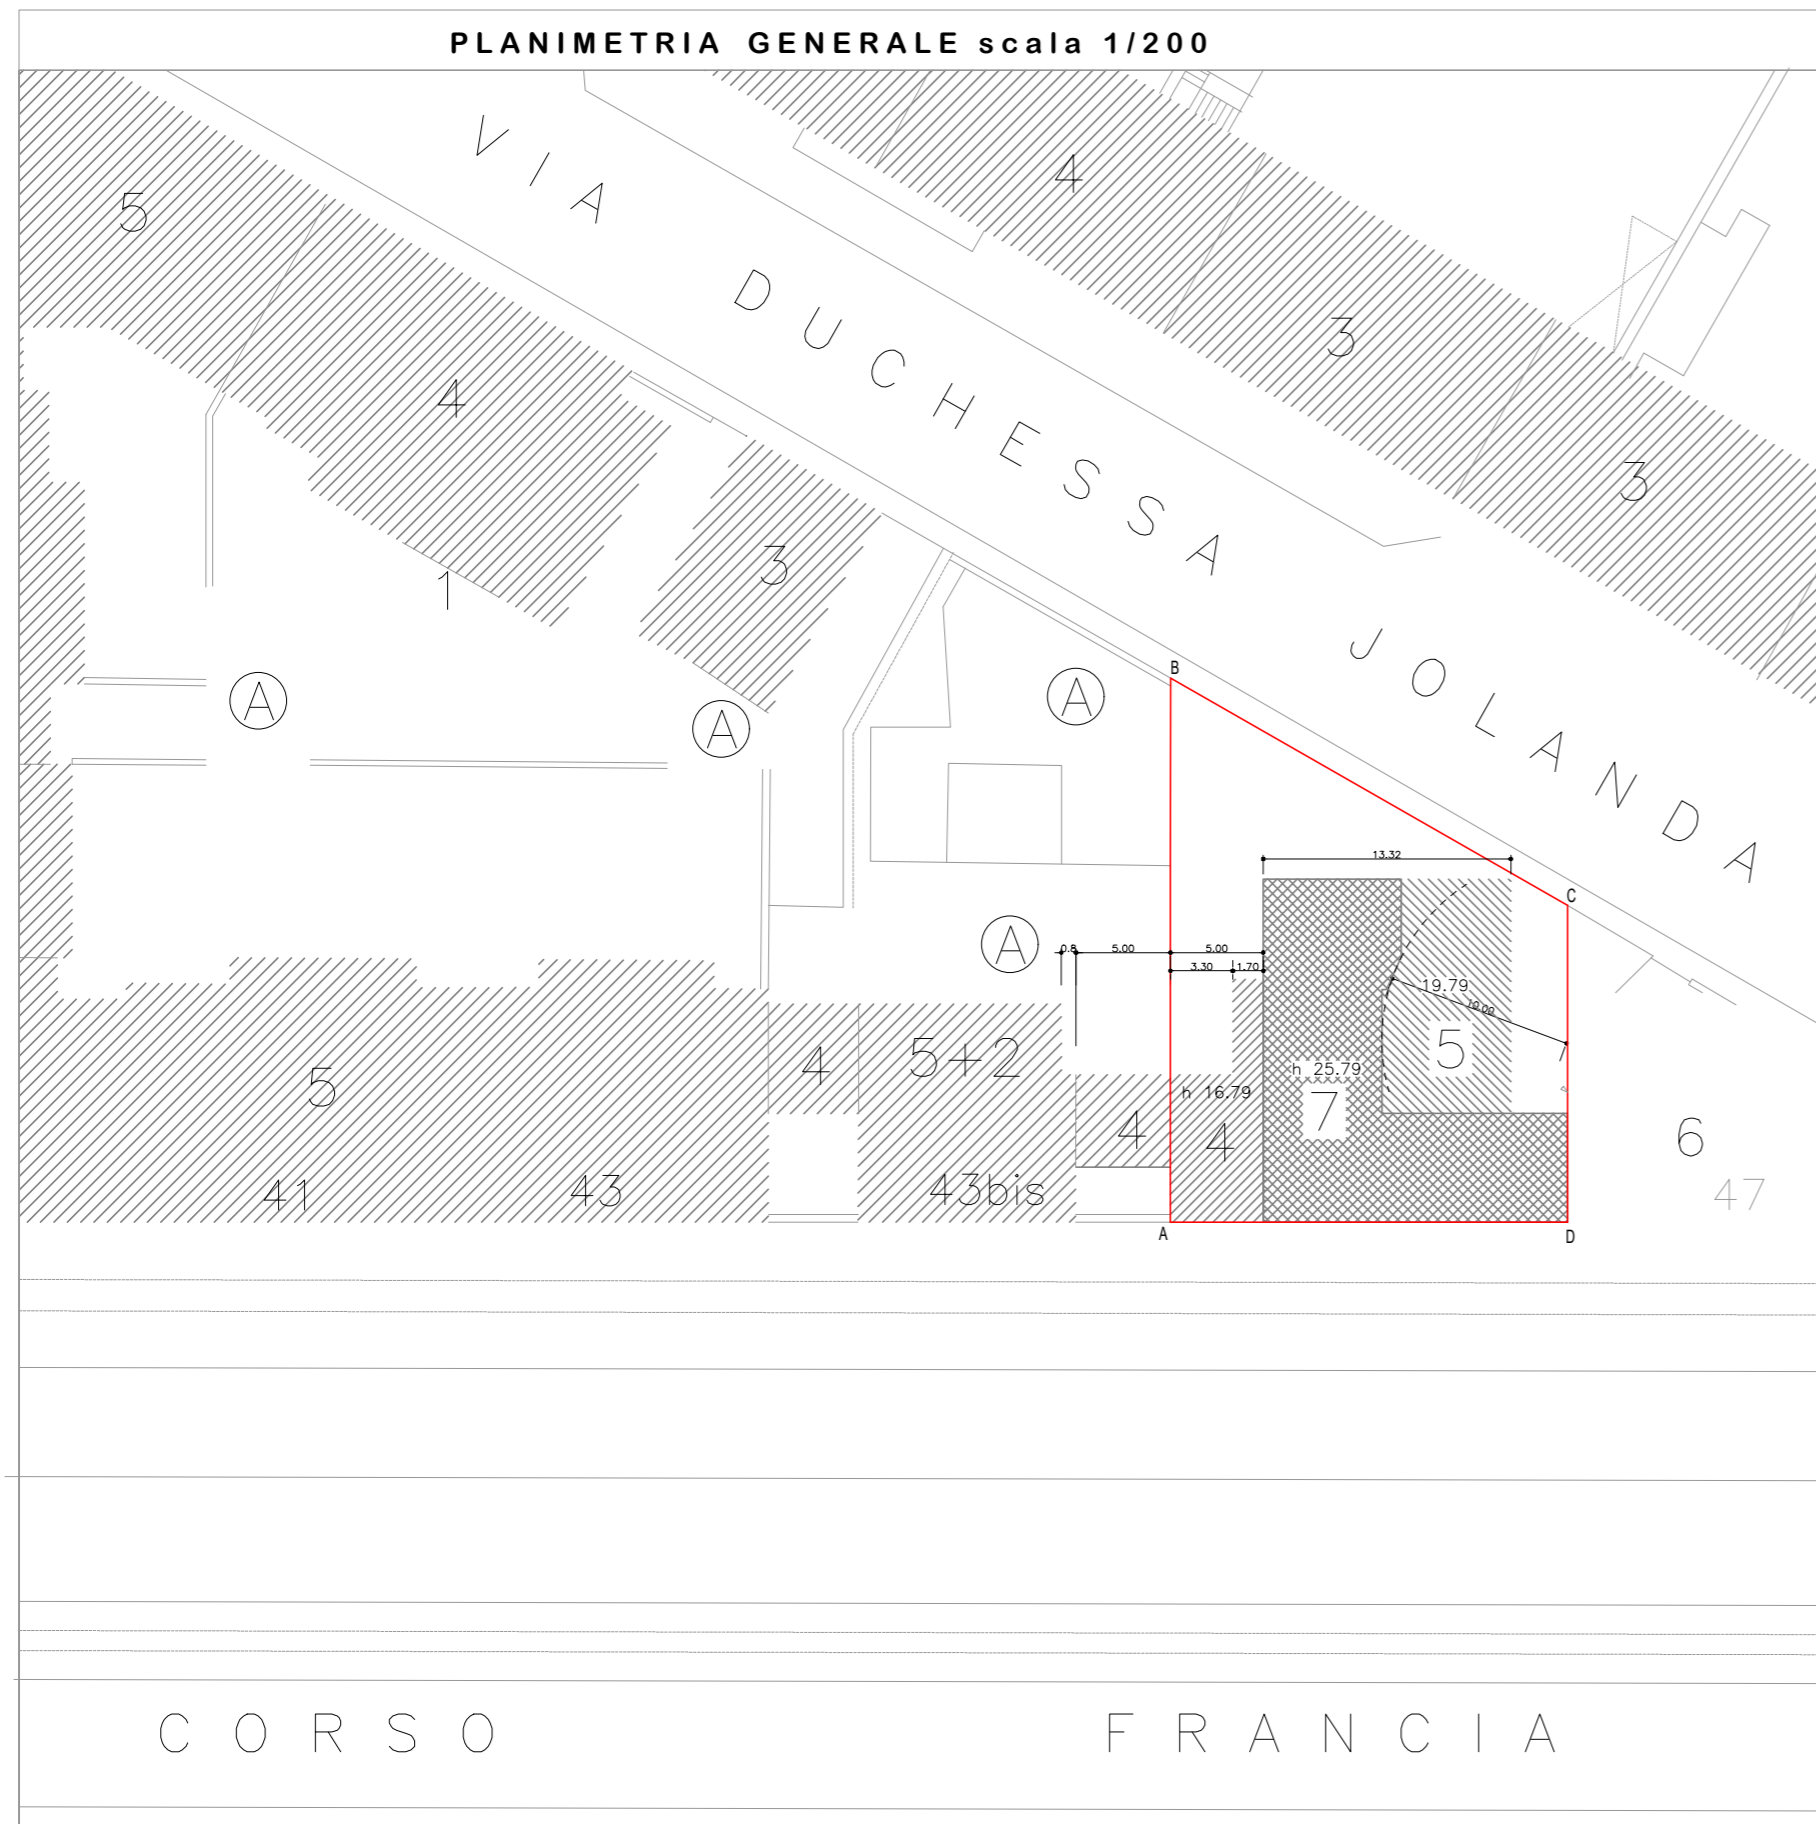 PLANIMETRIA GENERALE scala 1/200
VIA DUCHESSA JOLANDA
5
4
4
3
3
1
3
A
A
A
A
B
C
13.32
0.8
5.00
5.00
3.30
1.70
19.79
10.00
5
h 25.79
7
h 16.79
5
4
5+2
4
4
6
41
43
43bis
47
A
D
CORSO FRANCIA